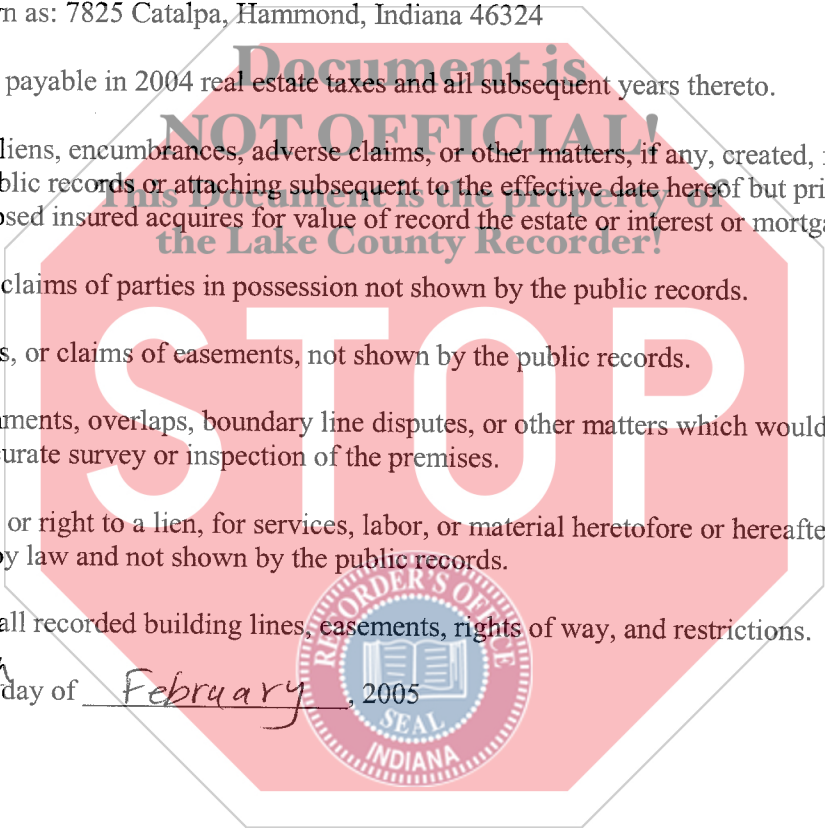 n as: 7825 Catalpa, Hammond, Indiana 46324
Document is
payable in 2004 real estate taxes and all subsequent years thereto.
NOT OFFICIAL!
liens, encumbrances, adverse claims, or other matters, if any, created,
blic records or attaching subsequent to the effective date hereof but pri
This Document is the property of
osed insured acquires for value of record the estate or interest or mortga
the Lake County Recorder!
claims of parties in possession not shown by the public records.
STOP
s, or claims of easements, not shown by the public records.
ments, overlaps, boundary line disputes, or other matters which would
urate survey or inspection of the premises.
or right to a lien, for services, labor, or material heretofore or hereafte
y law and not shown by the public records.
all recorded building lines, easements, rights of way, and restrictions.
RECORDER'S OFFICE
day of February, 2005
SEAL
INDIANA